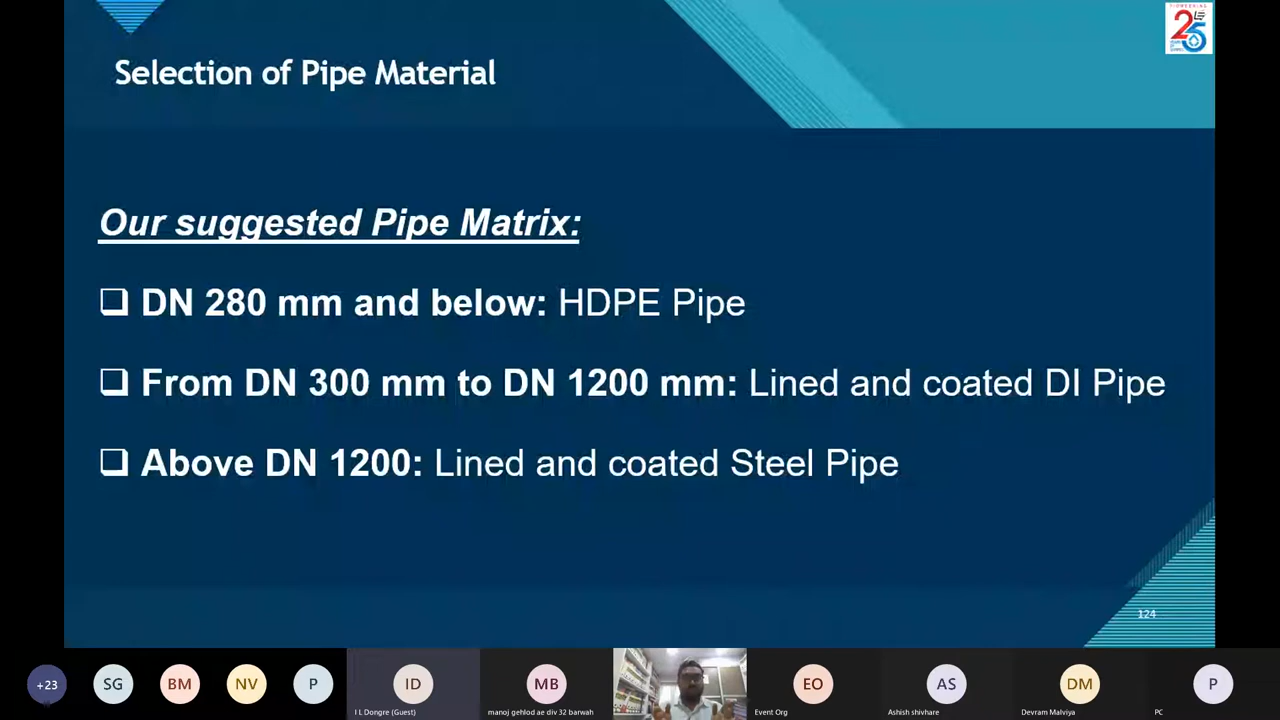 PIONEERING
25
Selection of Pipe Material
Our suggested Pipe Matrix:
❑ DN 280 mm and below: HDPE Pipe
❑ From DN 300 mm to DN 1200 mm: Lined and coated DI Pipe
❑ Above DN 1200: Lined and coated Steel Pipe
124
+23
SG
BM
NV
P
ID
MB
EO
AS
DM
P
I L Dongre (Guest)
manoj gehlod ae div 32 barwah
Event Org
Ashish shivhare
Devram Malviya
PC